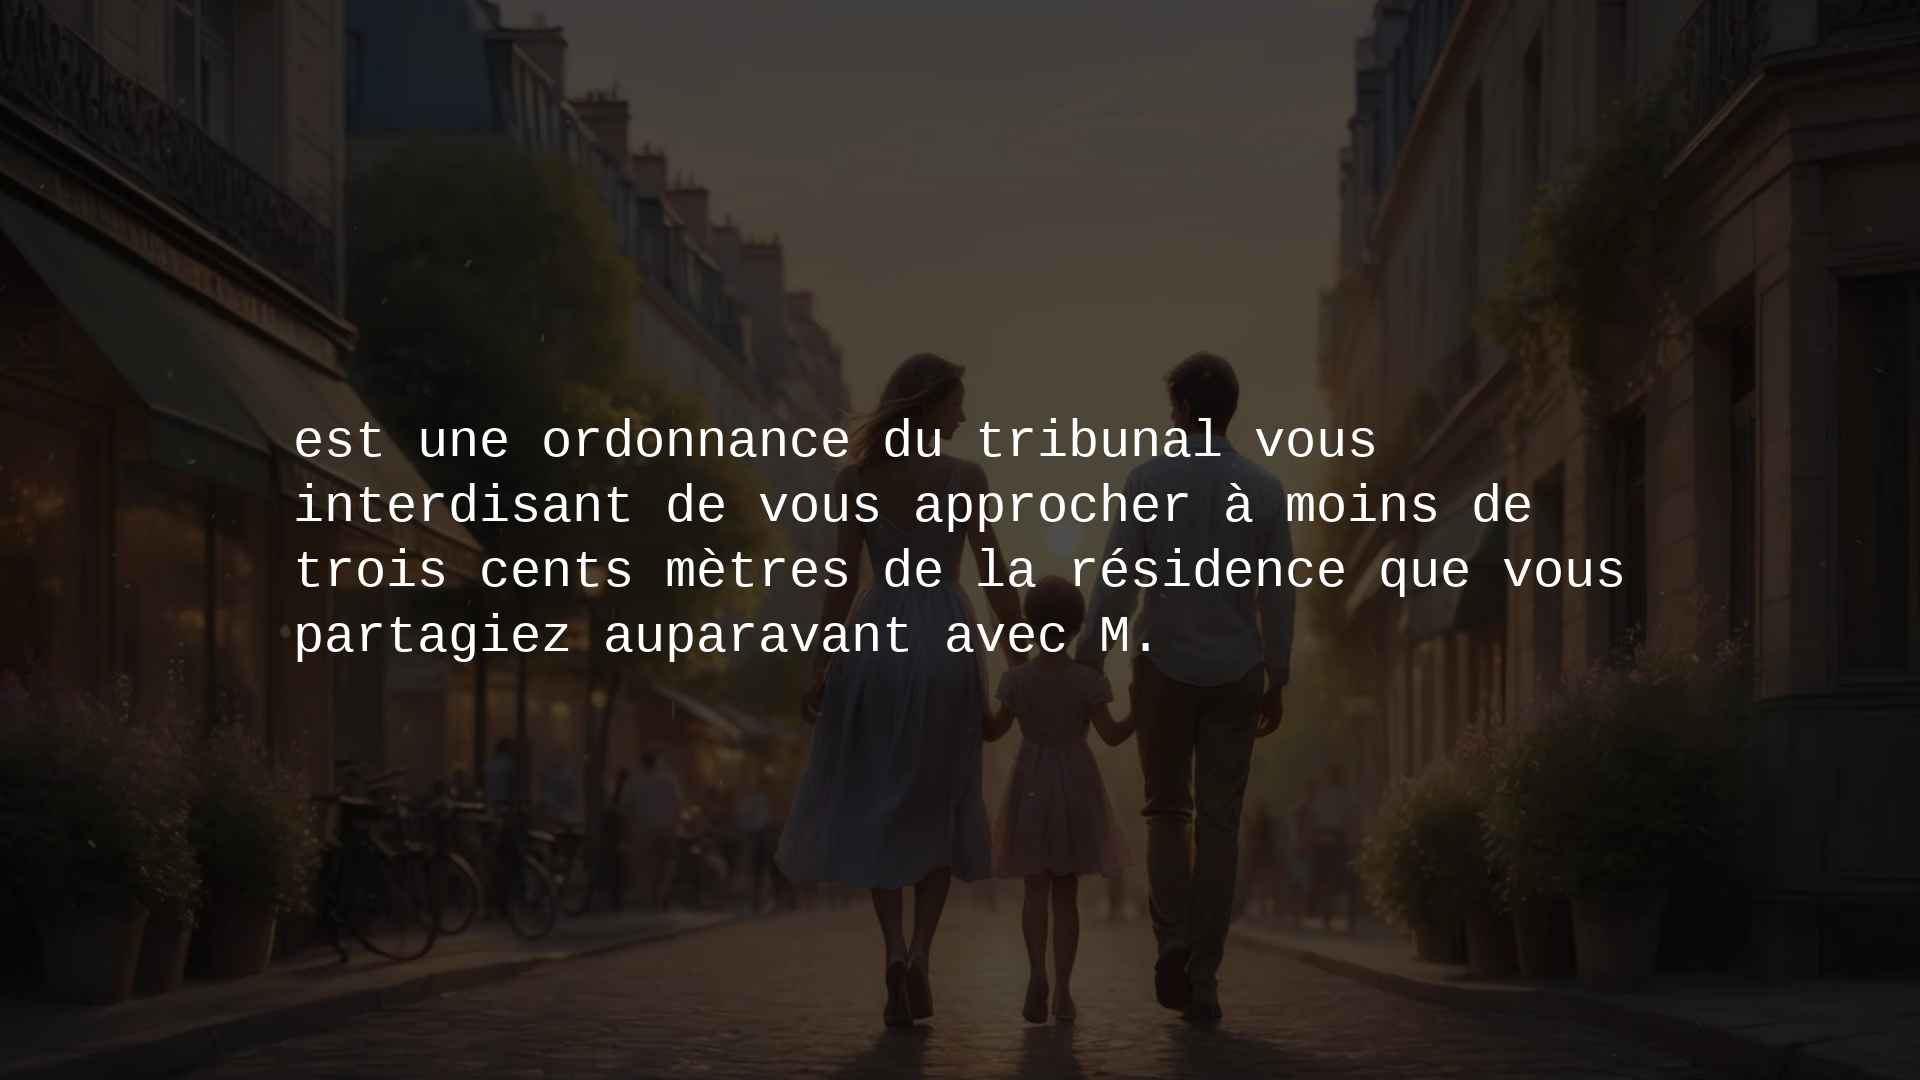 est une ordonnance du tribunal vous
interdisant de vous approcher à moins de
trois cents mètres de la résidence que vous
partagiez auparavant avec M.